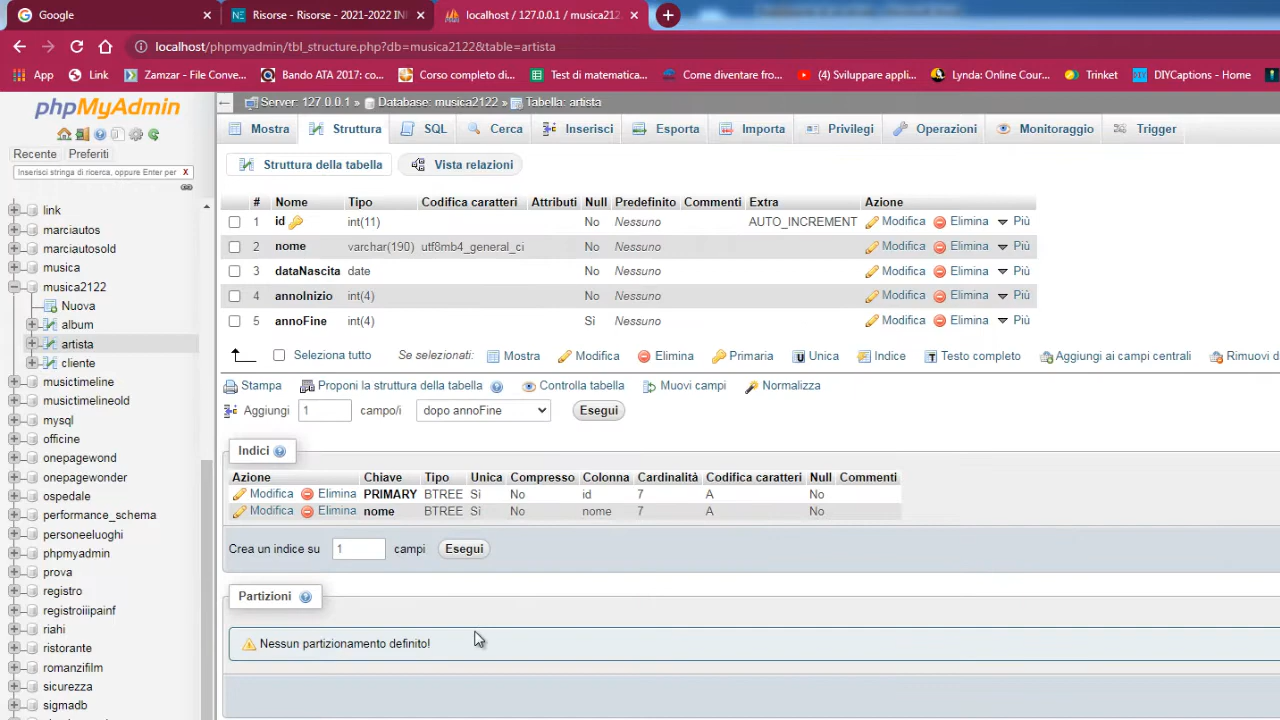 Google
Risorse - Risorse - 2021-2022 IN
localhost / 127.0.0.1 / musica212
localhost/phpmyadmin/tbl_structure.php?db=musica2122&table=artista
App
Link
Zamzar - File Conve...
Bando ATA 2017: co...
Corso completo di...
Test di matematica...
Come diventare fro...
(4) Sviluppare appli...
Lynda: Online Cour...
Trinket
DIYCaptions - Home
phpMyAdmin
Recente Preferiti
Inserisci stringa di ricerca, oppure Enter per X
link
marciautos
marciautosold
musica
musica2122
Nuova
album
artista
cliente
musictimeline
musictimelineold
mysql
officine
onepagewond
onepagewonder
ospedale
performance_schema
personeeluoghi
phpmyadmin
prova
registro
registroiiipainf
riahi
ristorante
romanzifilm
sicurezza
sigmadb
Server: 127.0.0.1 » Database: musica2122 » Tabella: artista
Mostra Struttura SQL Cerca Inserisci Esporta Importa Privilegi Operazioni Monitoraggio Trigger
Struttura della tabella Vista relazioni
# Nome Tipo Codifica caratteri Attributi Null Predefinito Commenti Extra Azione
1 id int(11) No Nessuno AUTO_INCREMENT Modifica Elimina Più
2 nome varchar(190) utf8mb4_general_ci No Nessuno Modifica Elimina Più
3 dataNascita date No Nessuno Modifica Elimina Più
4 annoInizio int(4) No Nessuno Modifica Elimina Più
5 annoFine int(4) Sì Nessuno Modifica Elimina Più
Seleziona tutto Se selezionati: Mostra Modifica Elimina Primaria Unica Indice Testo completo Aggiungi ai campi centrali Rimuovi d
Stampa Proponi la struttura della tabella Controlla tabella Muovi campi Normalizza
Aggiungi 1 campo/i dopo annoFine Esegui
Indici
Azione Chiave Tipo Unica Compresso Colonna Cardinalità Codifica caratteri Null Commenti
Modifica Elimina PRIMARY BTREE Sì No id 7 A No
Modifica Elimina nome BTREE Sì No nome 7 A No
Crea un indice su 1 campi Esegui
Partizioni
Nessun partizionamento definito!